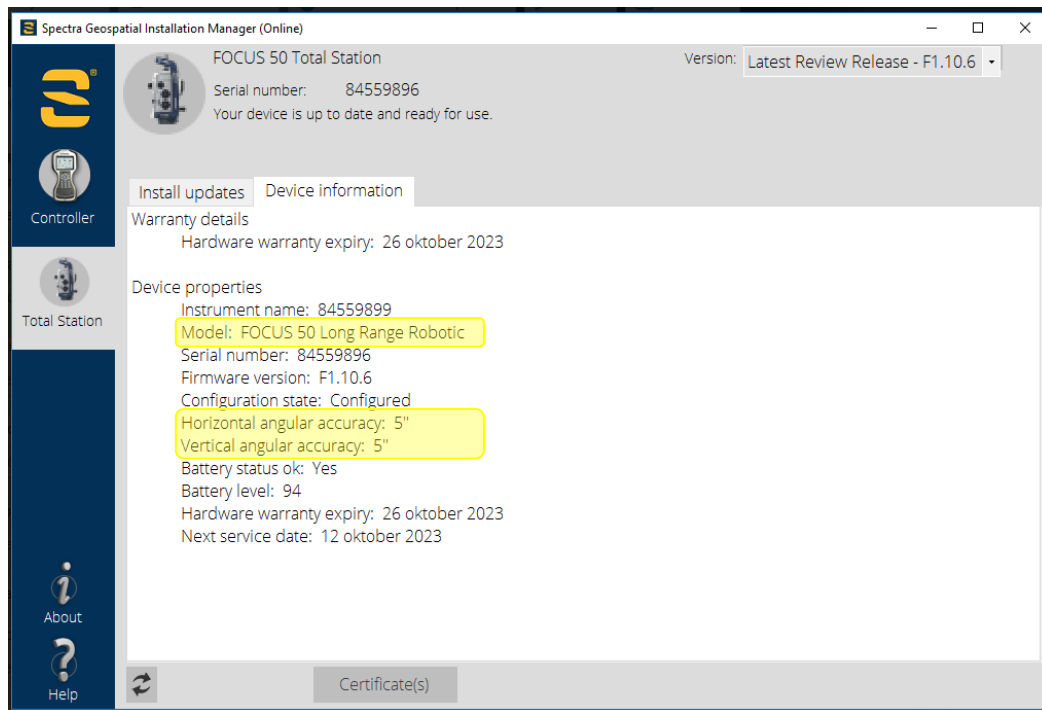 Spectra Geospatial Installation Manager (Online)
FOCUS 50 Total Station
Version: Latest Review Release - F1.10.6
Serial number: 84559896
Your device is up to date and ready for use.
Controller
Total Station
Install updates Device information
Warranty details
Hardware warranty expiry: 26 oktober 2023
Device properties
Instrument name: 84559899
Model: FOCUS 50 Long Range Robotic
Serial number: 84559896
Firmware version: F1.10.6
Configuration state: Configured
Horizontal angular accuracy: 5"
Vertical angular accuracy: 5"
Battery status ok: Yes
Battery level: 94
Hardware warranty expiry: 26 oktober 2023
Next service date: 12 oktober 2023
About
Help
Certificate(s)